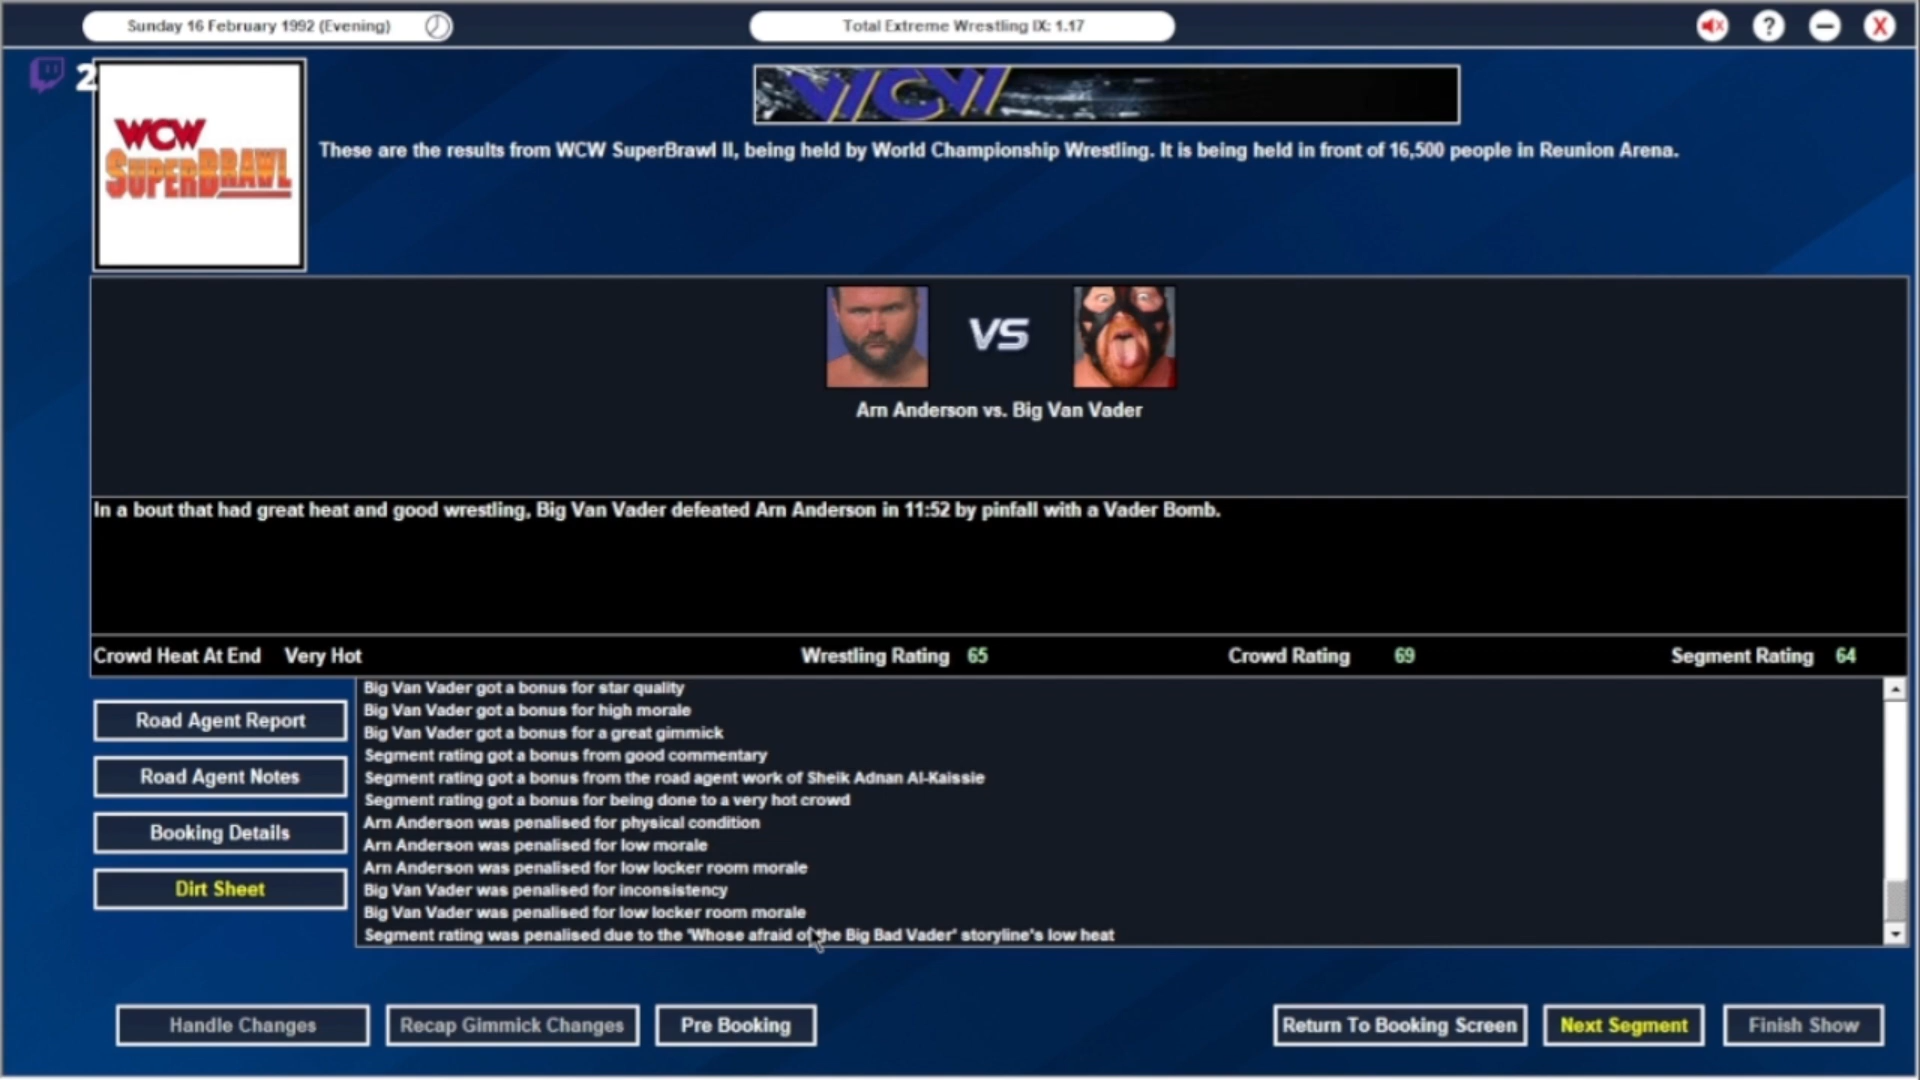 Sunday 16 February 1992 (Evening)
Total Extreme Wrestling IX: 1.17
?
X
2
WCW
SUPERBRAWL
WCW
These are the results from WCW SuperBrawl II, being held by World Championship Wrestling. It is being held in front of 16,500 people in Reunion Arena.
VS
Arn Anderson vs. Big Van Vader
In a bout that had great heat and good wrestling, Big Van Vader defeated Arn Anderson in 11:52 by pinfall with a Vader Bomb.
Crowd Heat At End Very Hot Wrestling Rating 65 Crowd Rating 69 Segment Rating 64
Road Agent Report
Road Agent Notes
Booking Details
Dirt Sheet
Big Van Vader got a bonus for star quality
Big Van Vader got a bonus for high morale
Big Van Vader got a bonus for a great gimmick
Segment rating got a bonus from good commentary
Segment rating got a bonus from the road agent work of Sheik Adnan Al-Kaissie
Segment rating got a bonus for being done to a very hot crowd
Arn Anderson was penalised for physical condition
Arn Anderson was penalised for low morale
Arn Anderson was penalised for low locker room morale
Big Van Vader was penalised for inconsistency
Big Van Vader was penalised for low locker room morale
Segment rating was penalised due to the 'Whose afraid of the Big Bad Vader' storyline's low heat
Handle Changes
Recap Gimmick Changes
Pre Booking
Return To Booking Screen
Next Segment
Finish Show